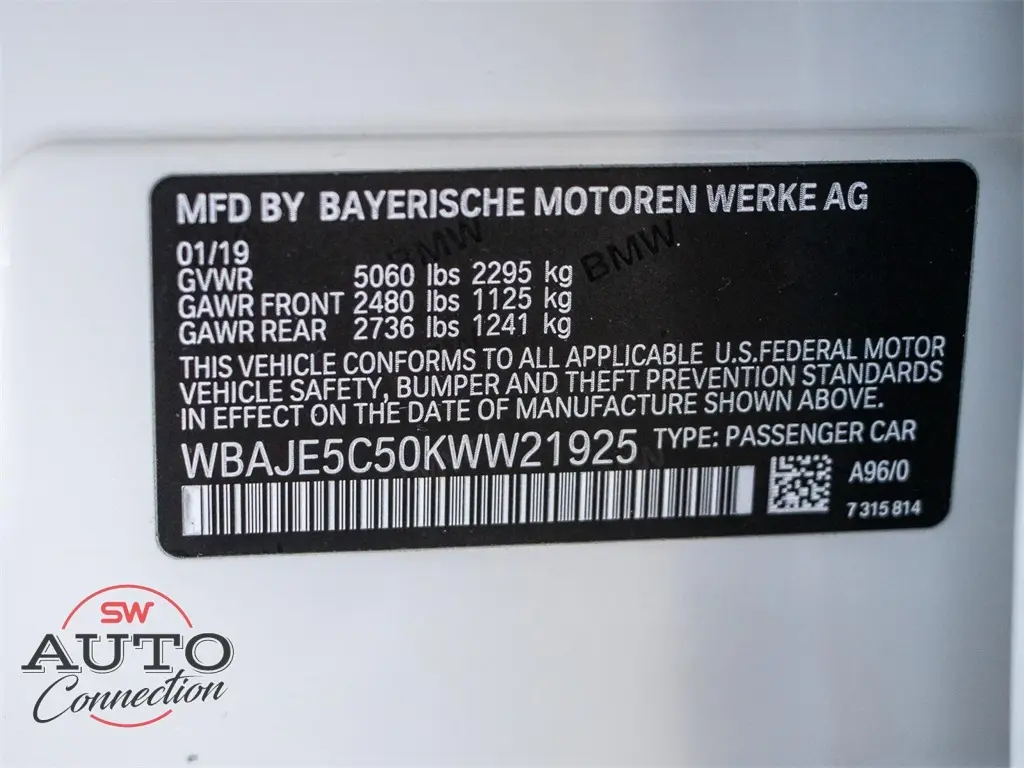 MFD BY BAYERISCHE MOTOREN WERKE AG
BMW BMW
01/19
GVWR 5060 lbs 2295 kg
GAWR FRONT 2480 lbs 1125 kg
GAWR REAR 2736 lbs 1241 kg
THIS VEHICLE CONFORMS TO ALL APPLICABLE U.S.FEDERAL MOTOR
VEHICLE SAFETY, BUMPER AND THEFT PREVENTION STANDARDS
IN EFFECT ON THE DATE OF MANUFACTURE SHOWN ABOVE.
WBAJE5C50KWW21925 TYPE: PASSENGER CAR
A96/0
7 315 814
SW
AUTO
Connection